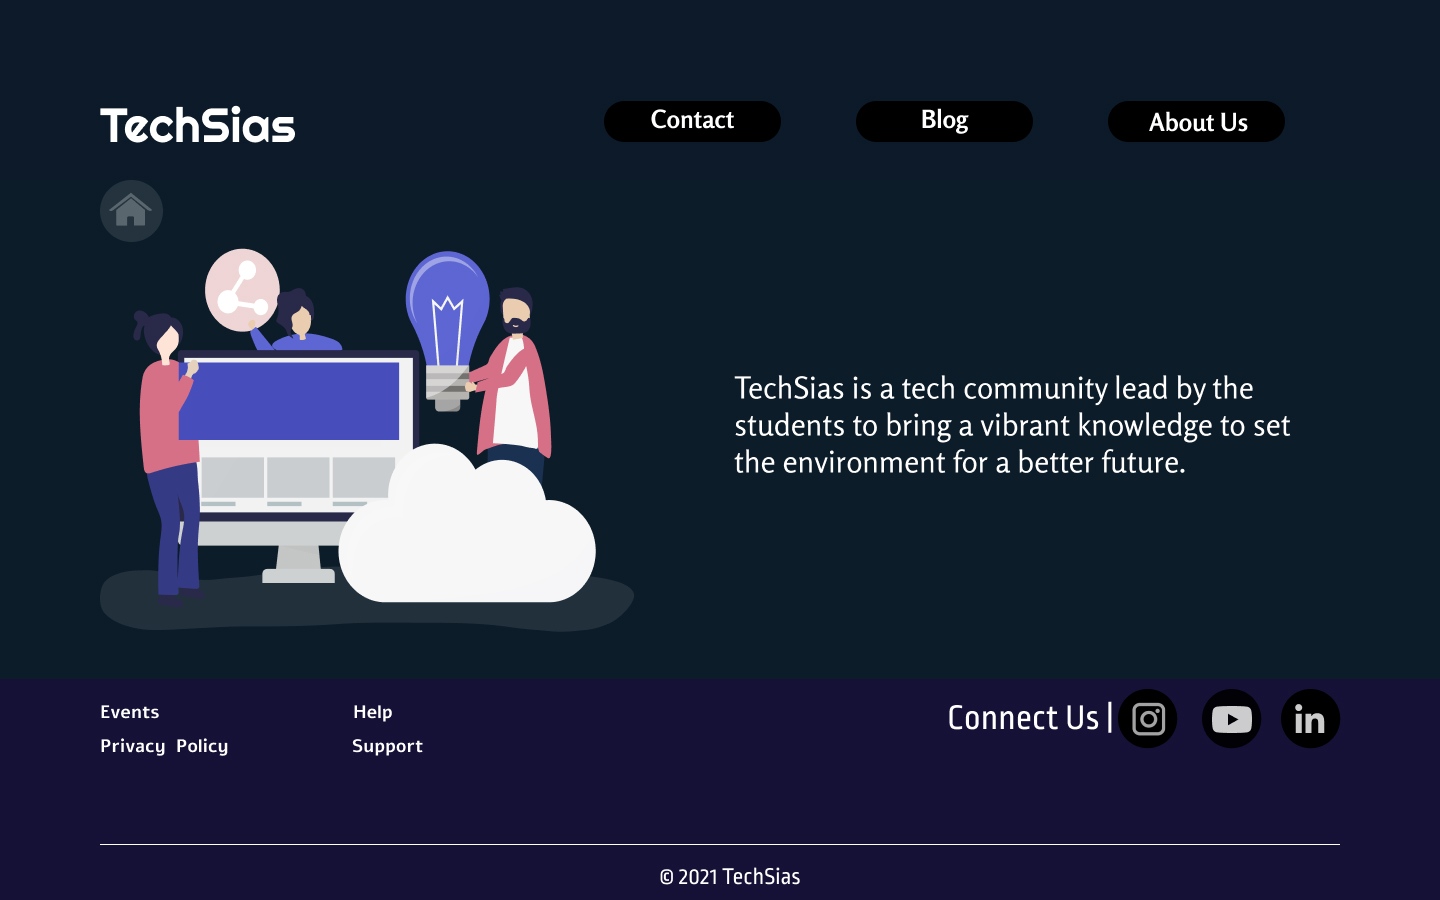 TechSias
Contact
Blog
About Us
TechSias is a tech community lead by the
students to bring a vibrant knowledge to set
the environment for a better future.
Events
Help
Connect Us |
Privacy Policy
Support
© 2021 TechSias